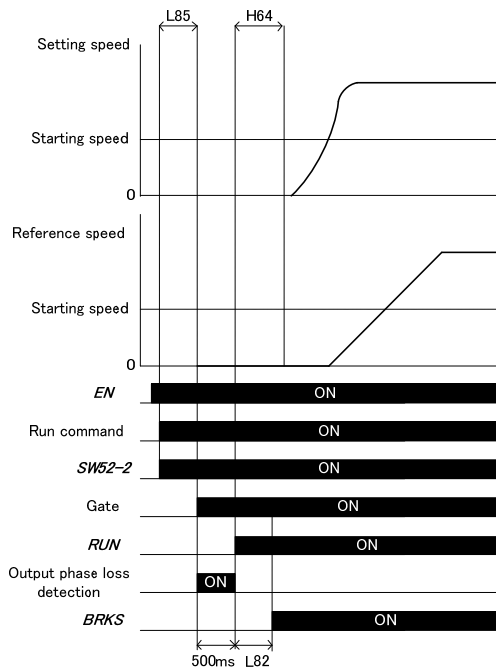 L85 H64
Setting speed
Starting speed
0
Reference speed
Starting speed
0
EN ON
Run command ON
SW52-2 ON
Gate ON
RUN ON
Output phase loss
detection ON
BRKS ON
500ms L82